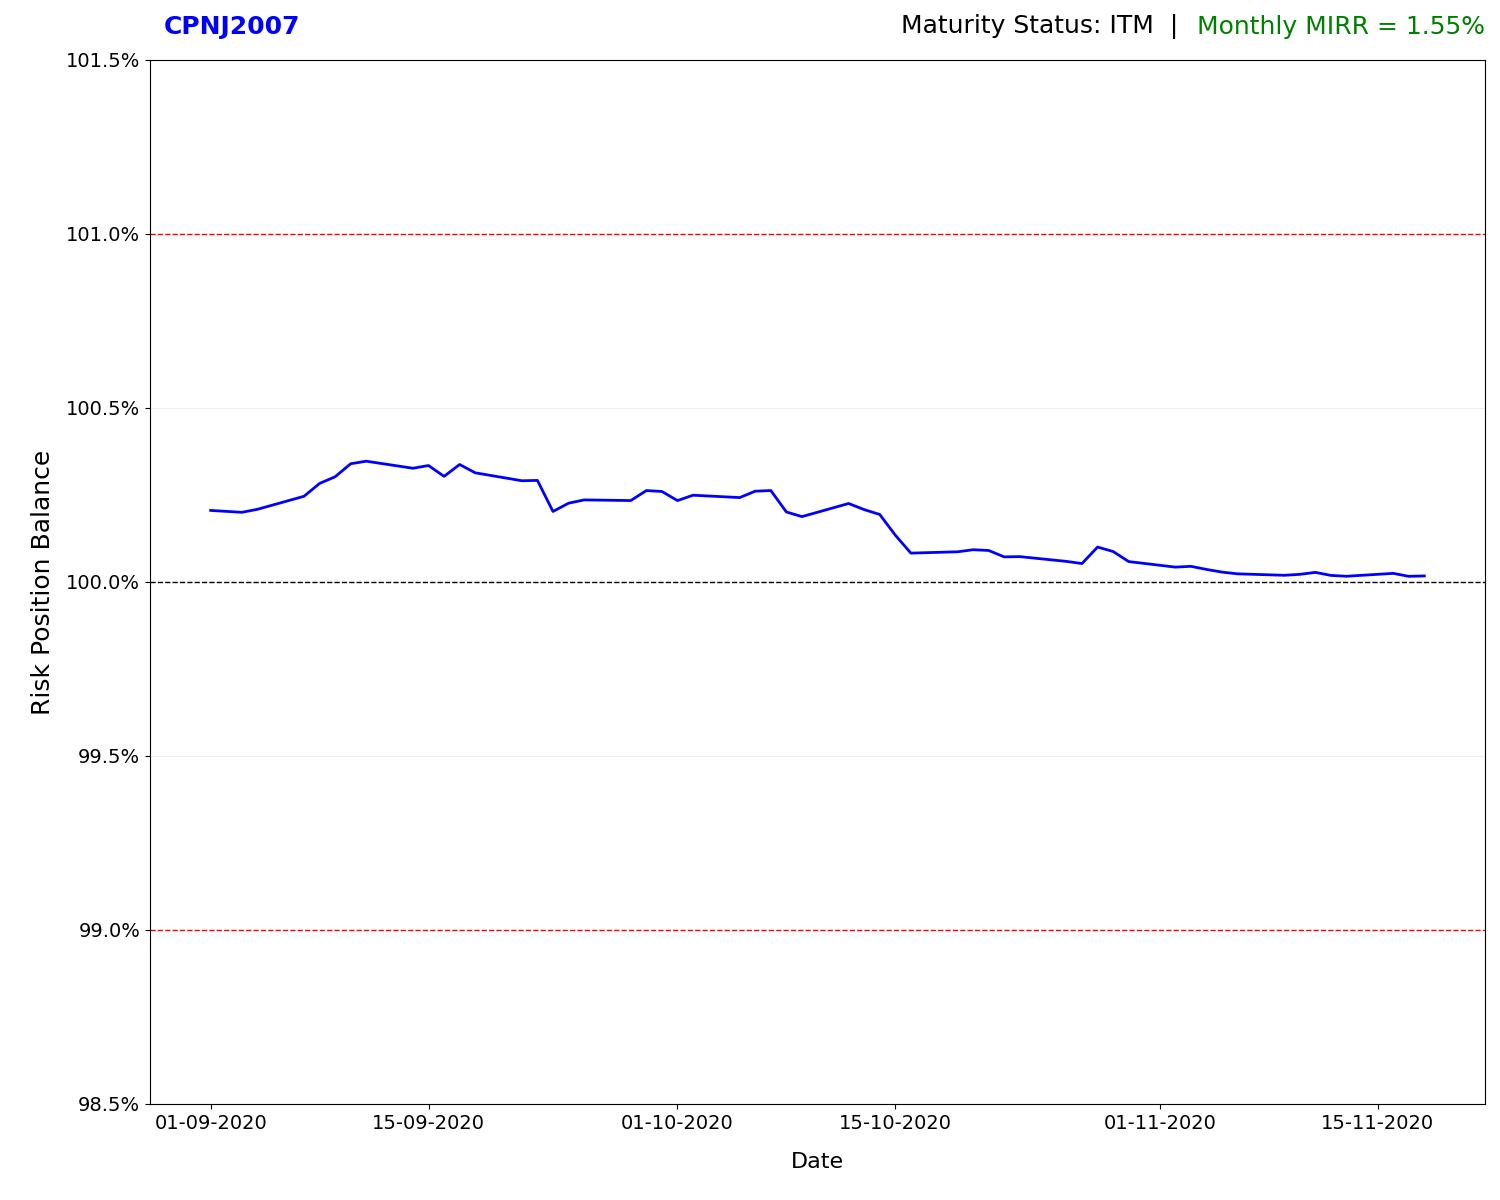 CPNJ2007
Maturity Status: ITM | Monthly MIRR = 1.55%
101.5%
101.0%
100.5%
100.0%
99.5%
99.0%
98.5%
Risk Position Balance
01-09-2020 15-09-2020 01-10-2020 15-10-2020 01-11-2020 15-11-2020
Date